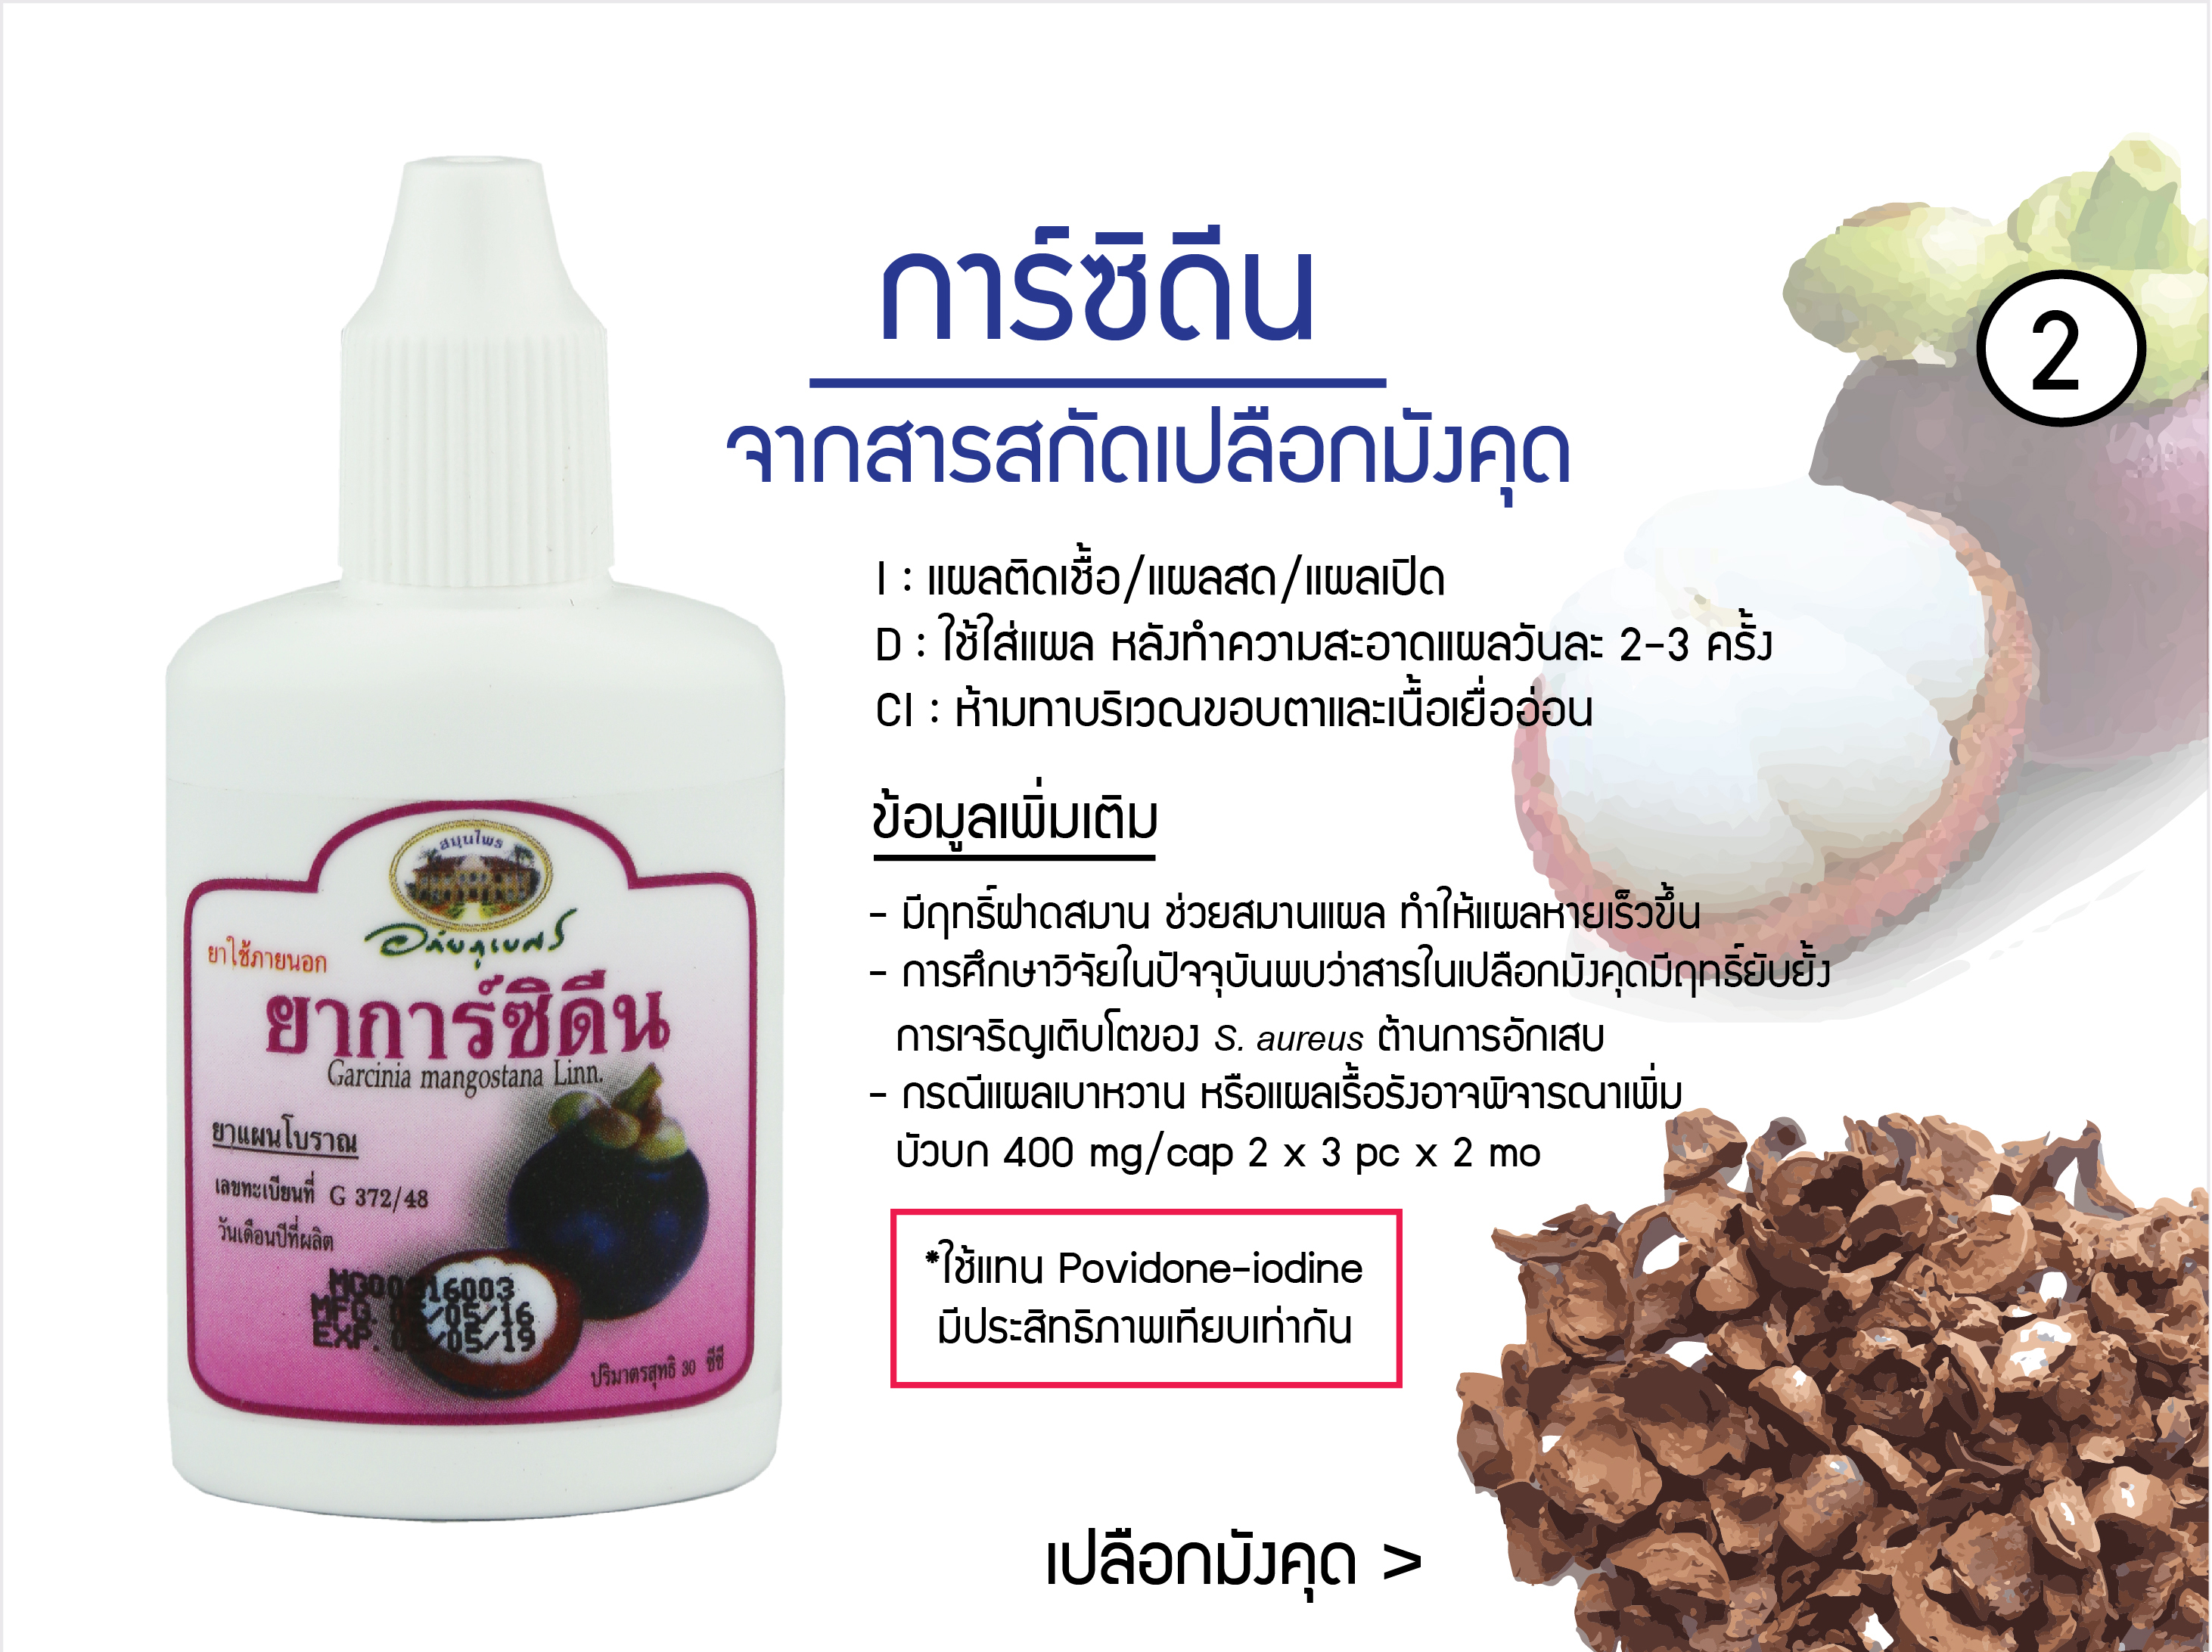 การ์ซิดีน
จากสารสกัดเปลือกมังคุด
2
I : แผลติดเชื้อ/แผลสด/แผลเปิด
D : ใช้ใส่แผล หลังทำความสะอาดแผลวันละ 2-3 ครั้ง
CI : ห้ามทาบริเวณขอบตาและเนื้อเยื่ออ่อน
ข้อมูลเพิ่มเติม
- มีฤทธิ์ฝาดสมาน ช่วยสมานแผล ทำให้แผลหายเร็วขึ้น
- การศึกษาวิจัยในปัจจุบันพบว่าสารในเปลือกมังคุดมีฤทธิ์ยับยั้ง
การเจริญเติบโตของ S. aureus ต้านการอักเสบ
- กรณีแผลเบาหวาน หรือแผลเรื้อรังอาจพิจารณาเพิ่ม
บัวบก 400 mg/cap 2 x 3 pc x 2 mo
*ใช้แทน Povidone-iodine
มีประสิทธิภาพเทียบเท่ากัน
เปลือกมังคุด >
สมุนไพร
อภัยภูเบศร
ยาใช้ภายนอก
ยาการ์ซิดีน
Garcinia mangostana Linn.
ยาแผนโบราณ
เลขทะเบียนที่ G 372/48
วันเดือนปีที่ผลิต
MFG. /05/16
EXP. /05/19
ปริมาตรสุทธิ 30 ซีซี